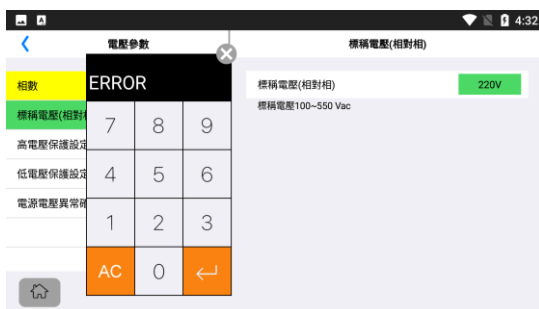 4:32
電壓參數
標稱電壓(相對相)
相數
標稱電壓(相對
高電壓保護設定
低電壓保護設定
電源電壓異常
ERROR
7 8 9
4 5 6
1 2 3
AC 0
標稱電壓(相對相) 220V
標稱電壓100~550 Vac